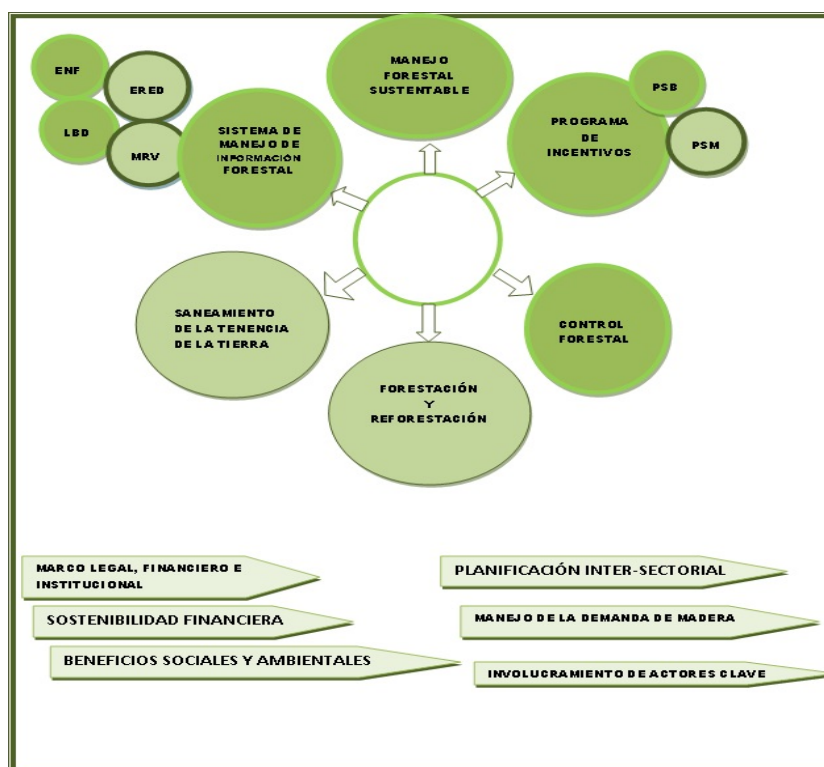 ENF
ERED
LBD
MRV
SISTEMA DE
MANEJO DE
INFORMACIÓN
FORESTAL
MANEJO
FORESTAL
SUSTENTABLE
PROGRAMA
DE
INCENTIVOS
PSB
PSM
SANEAMIENTO
DE LA TENENCIA
DE LA TIERRA
FORESTACIÓN
Y
REFORESTACIÓN
CONTROL
FORESTAL
MARCO LEGAL, FINANCIERO E
INSTITUCIONAL
SOSTENIBILIDAD FINANCIERA
BENEFICIOS SOCIALES Y AMBIENTALES
PLANIFICACIÓN INTER-SECTORIAL
MANEJO DE LA DEMANDA DE MADERA
INVOLUCRAMIENTO DE ACTORES CLAVE